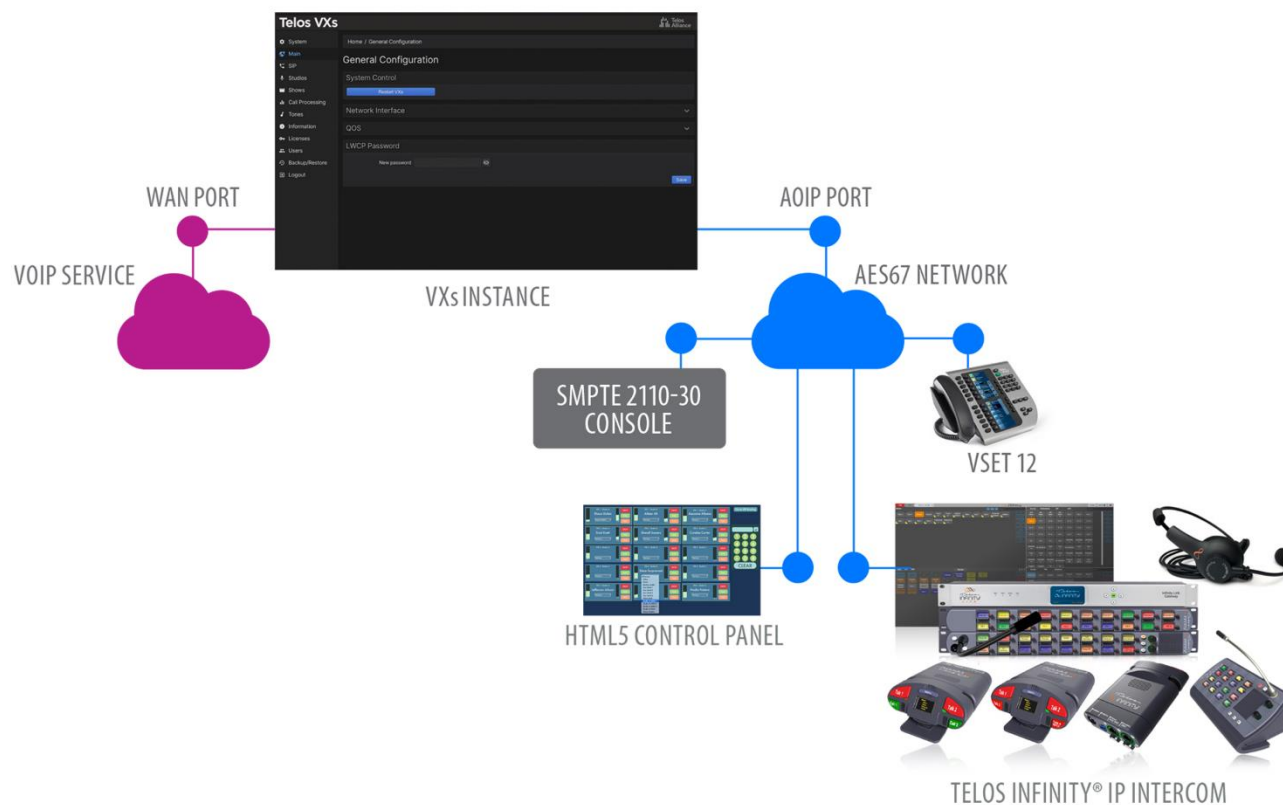 Telos VXs
Telos
Alliance
System
Main
SIP
Studios
Shows
Call Processing
Tones
Information
Licenses
Users
Backup/Restore
Logout
Home / General Configuration
General Configuration
System Control
Restart VXs
Network Interface
QOS
LWCP Password
New password
Save
WAN PORT
AOIP PORT
VOIP SERVICE
VXs INSTANCE
AES67 NETWORK
SMPTE 2110-30
CONSOLE
VSET 12
CLEAR
HTML5 CONTROL PANEL
TELOS INFINITY® IP INTERCOM